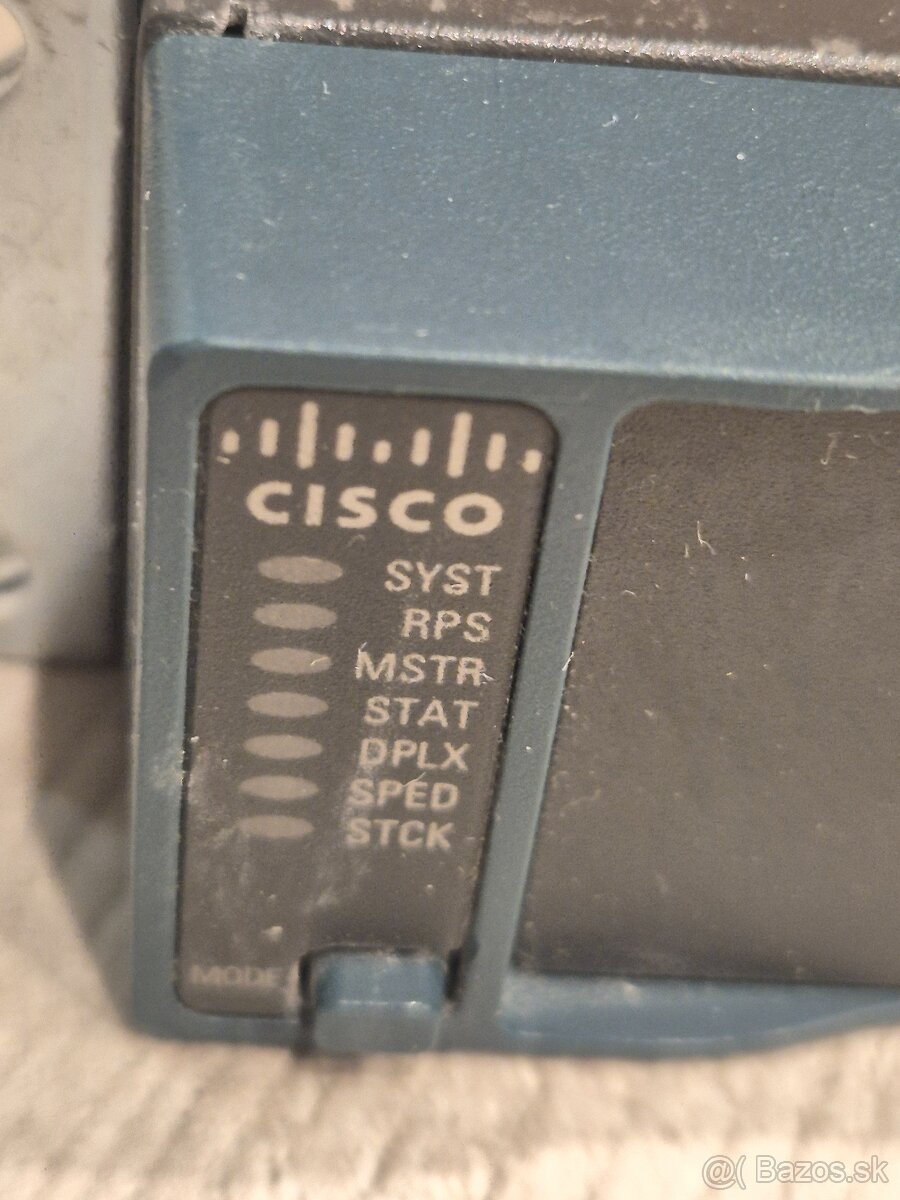 CISCO
SYST
RPS
MSTR
STAT
DPLX
SPED
STCK
MODE
@( Bazos.sk